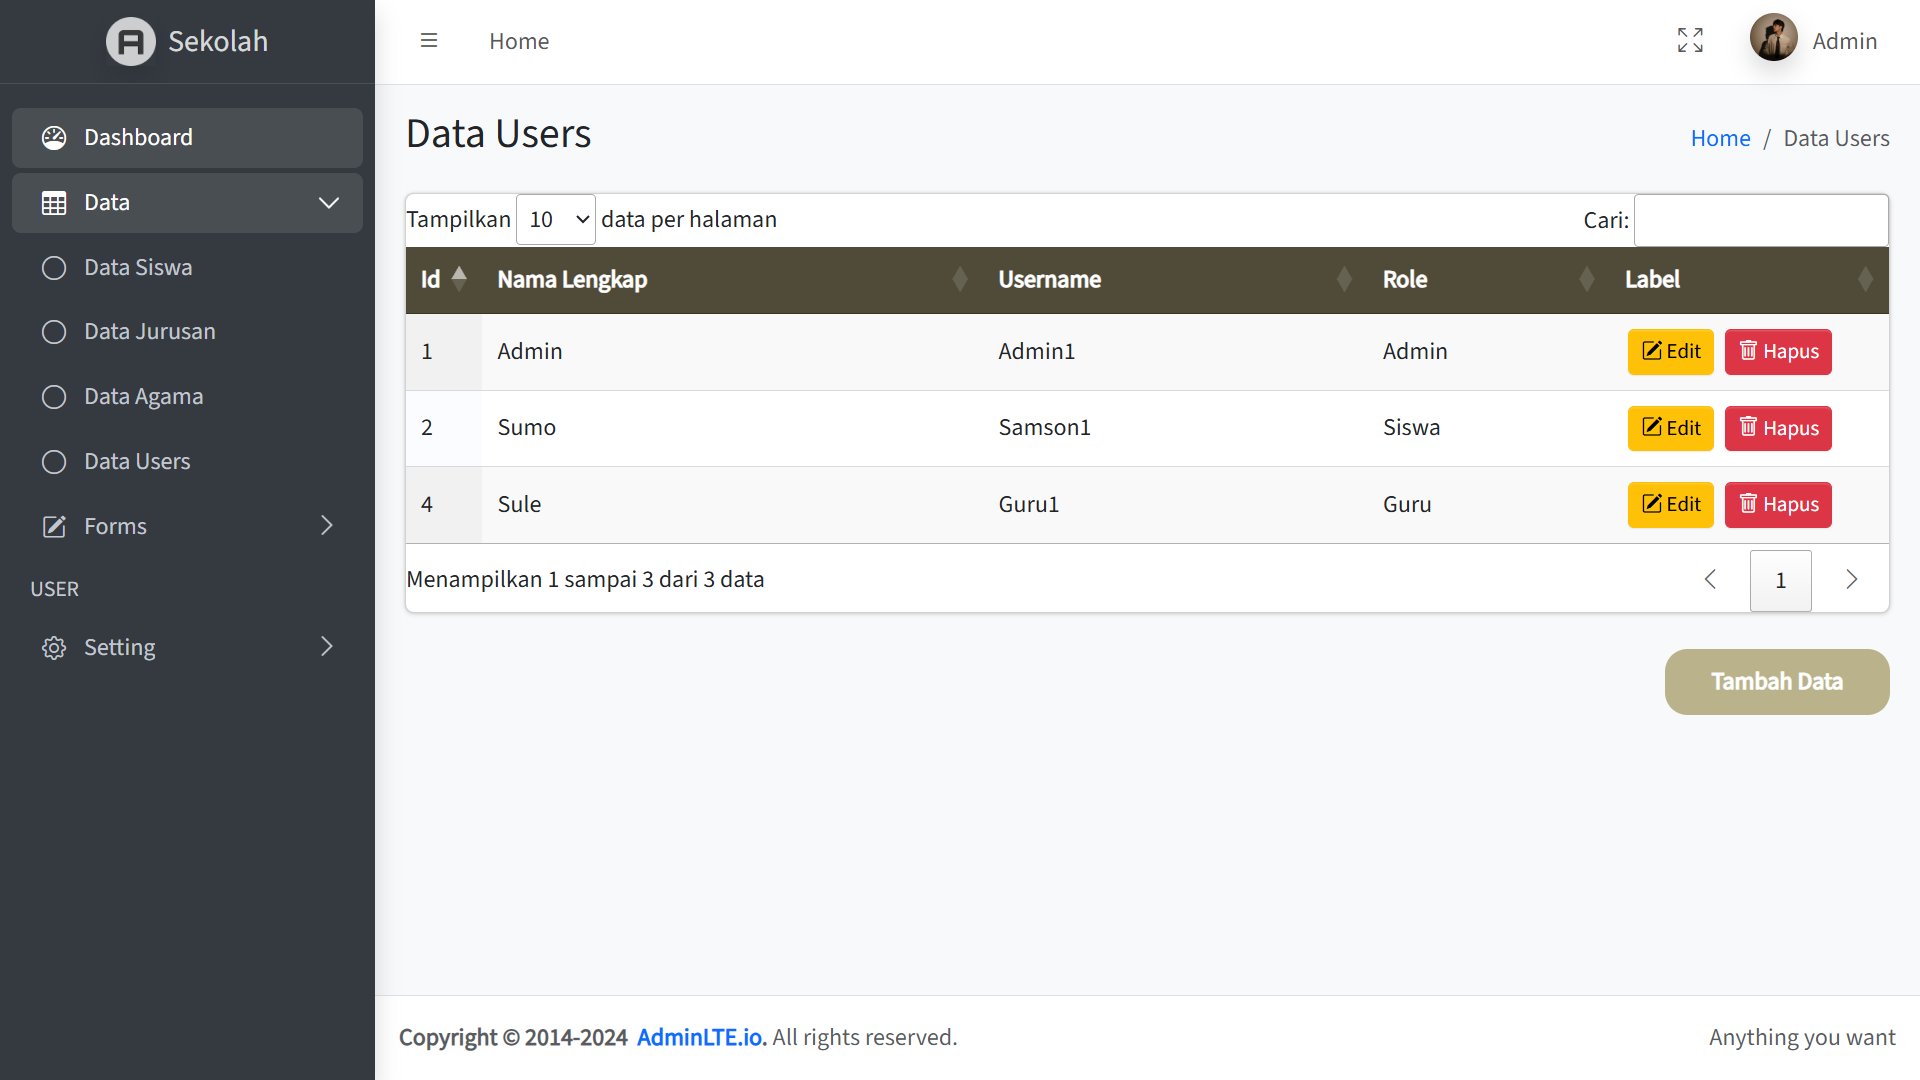 Sekolah
Home
Admin
Dashboard
Data
Data Siswa
Data Jurusan
Data Agama
Data Users
Forms
USER
Setting
Data Users
Home / Data Users
Tampilkan 10 data per halaman
Cari:
Id Nama Lengkap Username Role Label
1 Admin Admin1 Admin Edit Hapus
2 Sumo Samson1 Siswa Edit Hapus
4 Sule Guru1 Guru Edit Hapus
Menampilkan 1 sampai 3 dari 3 data
1
Tambah Data
Copyright © 2014-2024 AdminLTE.io. All rights reserved.
Anything you want